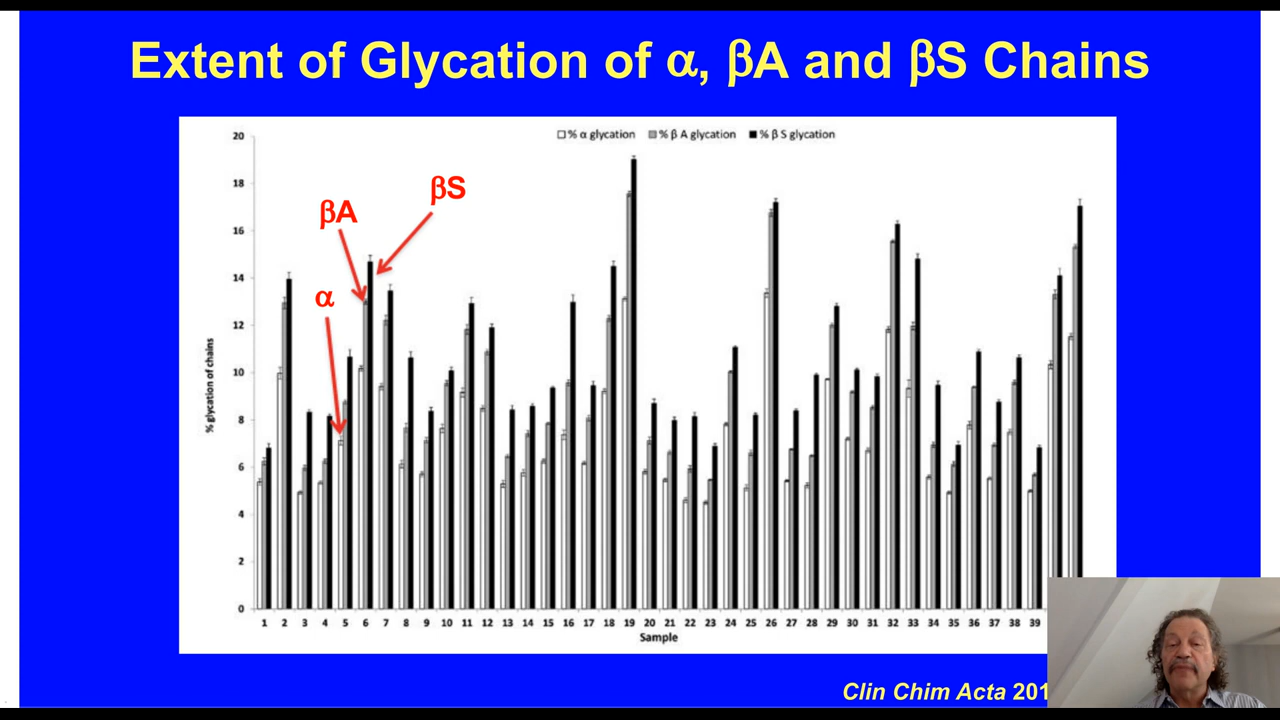 Extent of Glycation of α, βA and βS Chains
% α glycation % β A glycation % β S glycation
20
18
16
14
12
10
8
6
4
2
0
% glycation of chains
βA
βS
α
1 2 3 4 5 6 7 8 9 10 11 12 13 14 15 16 17 18 19 20 21 22 23 24 25 26 27 28 29 30 31 32 33 34 35 36 37 38 39
Sample
Clin Chim Acta 201